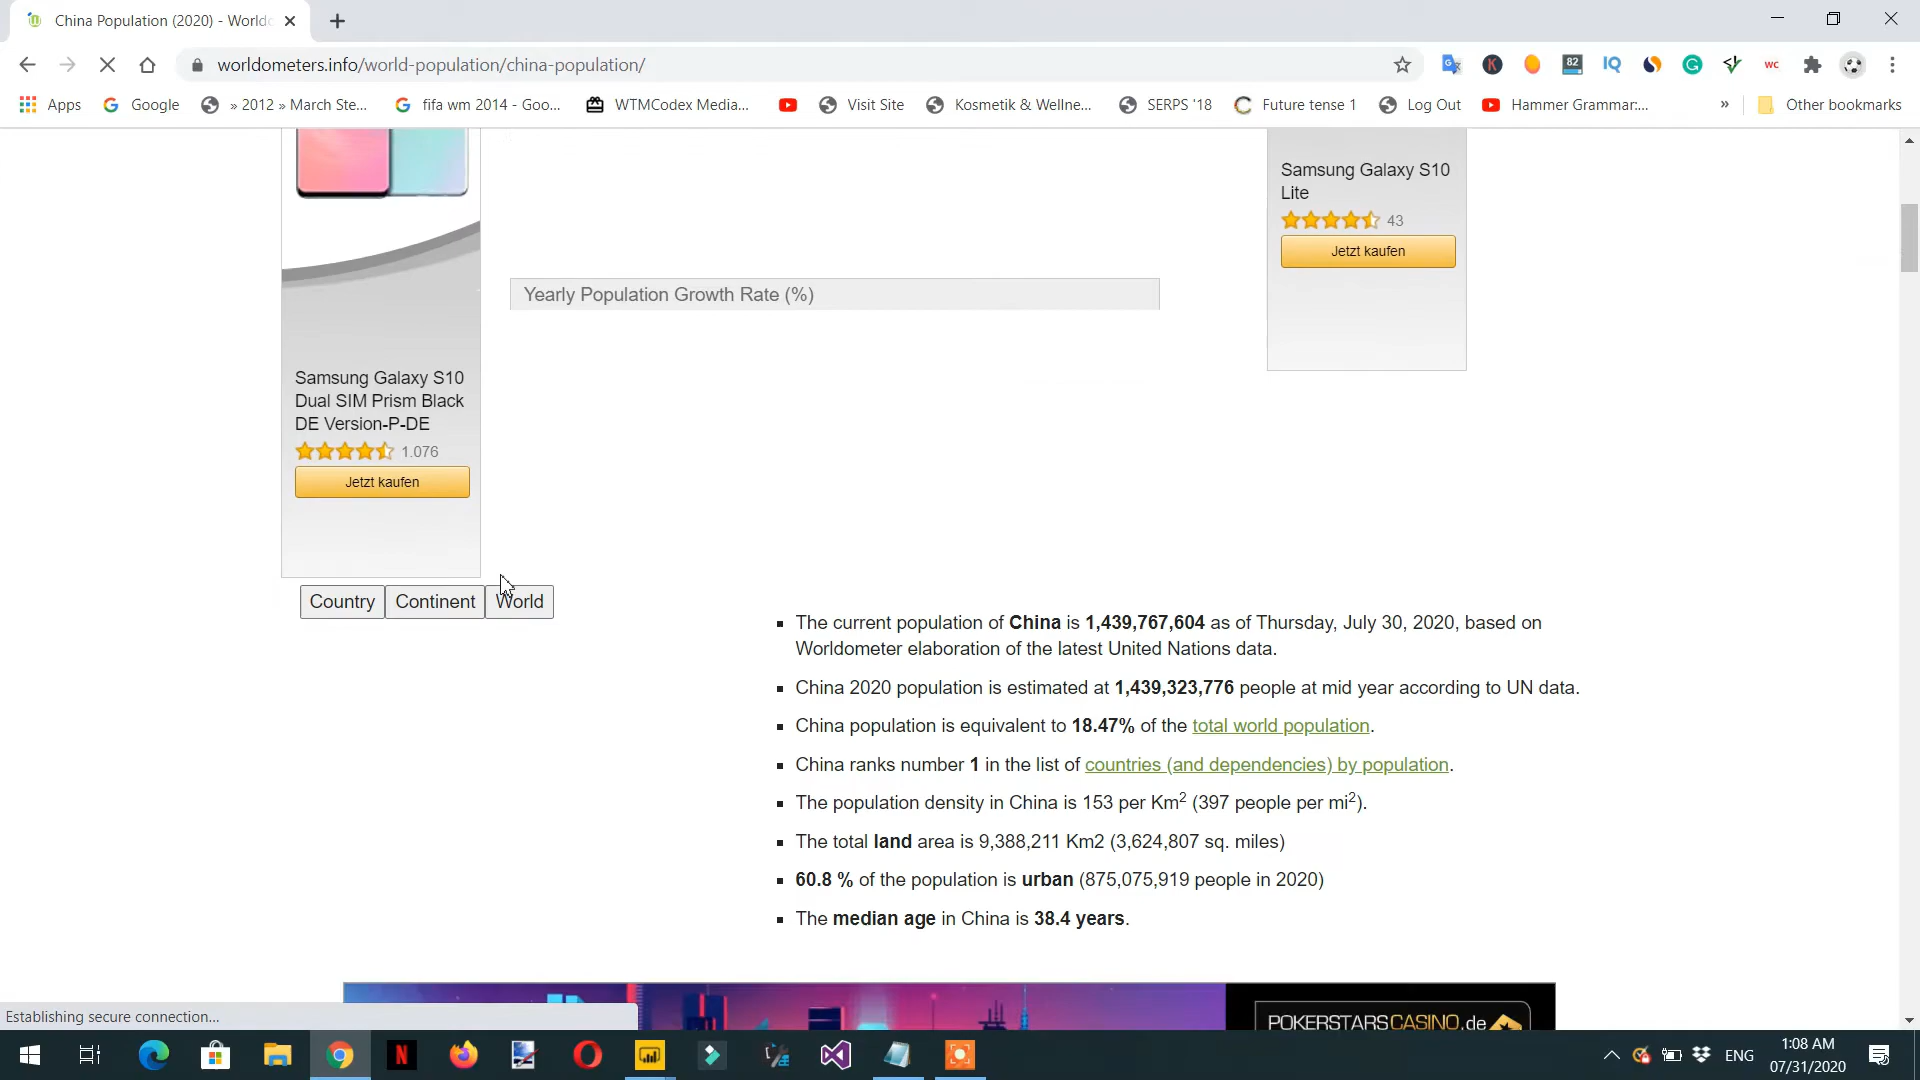 China Population (2020) - Worldo
worldometers.info/world-population/china-population/
82
IQ
WC
Apps
Google
» 2012 » March Ste...
fifa wm 2014 - Goo...
WTMCodex Media...
Visit Site
Kosmetik & Wellne...
SERPS '18
Future tense 1
Log Out
Hammer Grammar:...
»
Other bookmarks
Samsung Galaxy S10
Lite
43
Jetzt kaufen
Yearly Population Growth Rate (%)
Samsung Galaxy S10
Dual SIM Prism Black
DE Version-P-DE
1.076
Jetzt kaufen
Country
Continent
World
The current population of China is 1,439,767,604 as of Thursday, July 30, 2020, based on
Worldometer elaboration of the latest United Nations data.
China 2020 population is estimated at 1,439,323,776 people at mid year according to UN data.
China population is equivalent to 18.47% of the total world population.
China ranks number 1 in the list of countries (and dependencies) by population.
The population density in China is 153 per Km2 (397 people per mi2).
The total land area is 9,388,211 Km2 (3,624,807 sq. miles)
60.8 % of the population is urban (875,075,919 people in 2020)
The median age in China is 38.4 years.
POKERSTARSCASINO.de
Establishing secure connection...
ENG
1:08 AM
07/31/2020